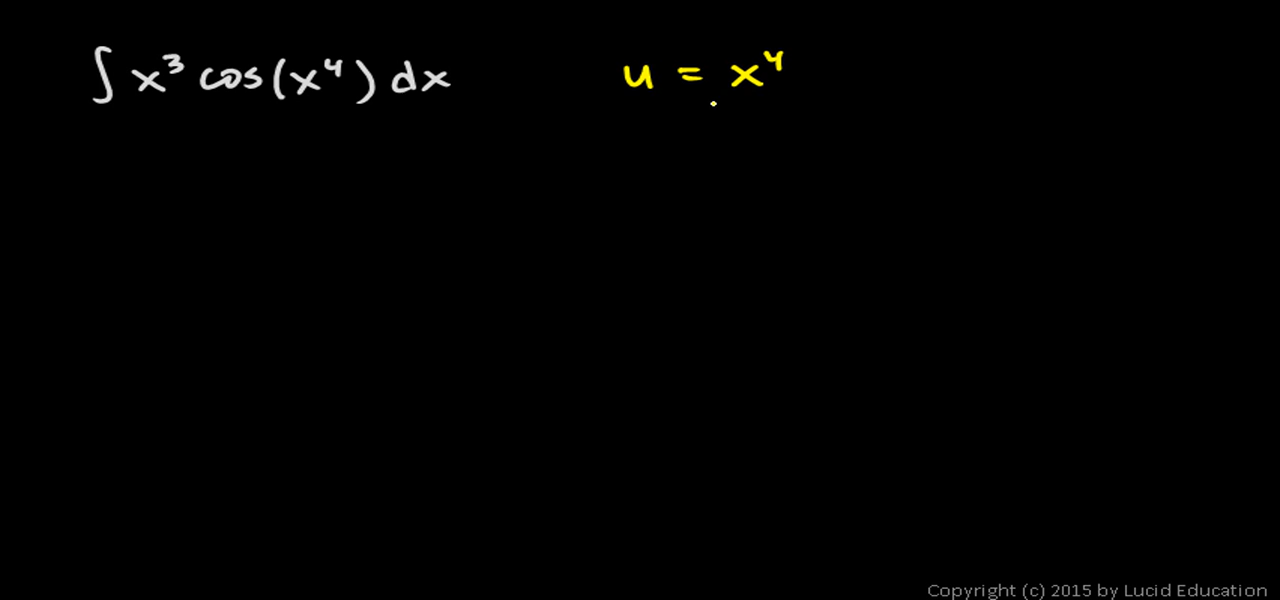 ∫ x³ cos(x⁴) dx u = x⁴
Copyright (c) 2015 by Lucid Education